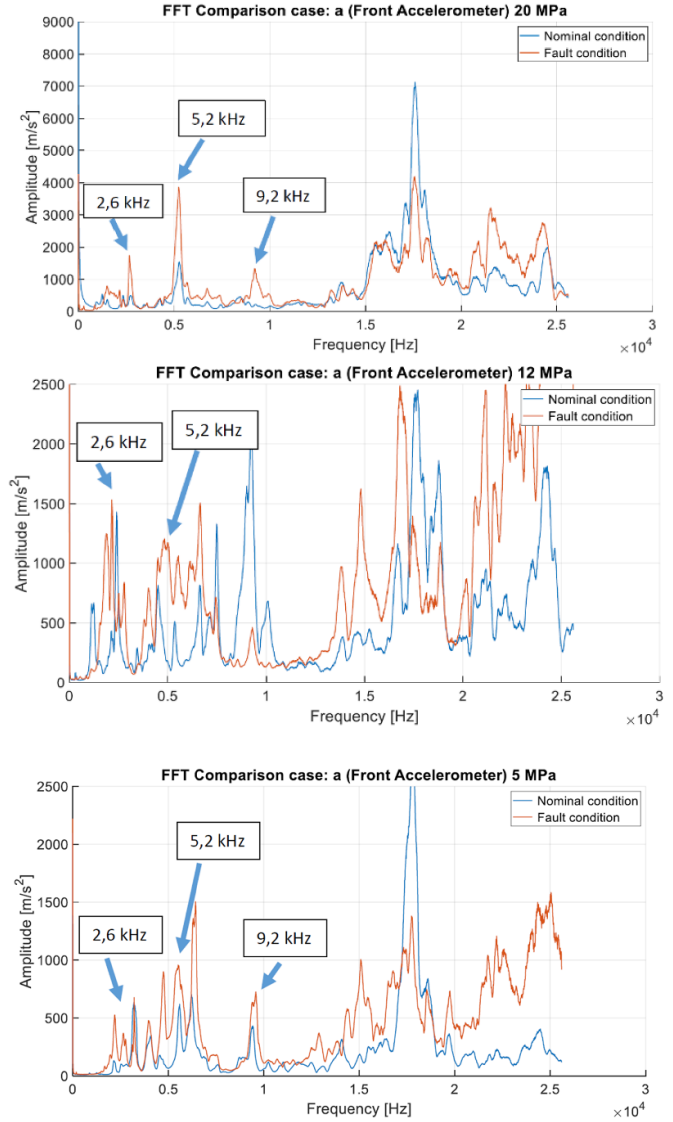 FFT Comparison case: a (Front Accelerometer) 20 MPa
9000
8000
7000
6000
5000
4000
3000
2000
1000
0
Amplitude [m/s²]
Nominal condition
Fault condition
5,2 kHz
2,6 kHz
9,2 kHz
0 0.5 1 1.5 2 2.5 3
Frequency [Hz]
×10⁴
FFT Comparison case: a (Front Accelerometer) 12 MPa
2500
2000
1500
1000
500
0
Amplitude [m/s²]
Nominal condition
Fault condition
2,6 kHz
5,2 kHz
0 0.5 1 1.5 2 2.5 3
Frequency [Hz]
×10⁴
FFT Comparison case: a (Front Accelerometer) 5 MPa
2500
2000
1500
1000
500
0
Amplitude [m/s²]
Nominal condition
Fault condition
5,2 kHz
2,6 kHz
9,2 kHz
0 0.5 1 1.5 2 2.5 3
Frequency [Hz]
×10⁴